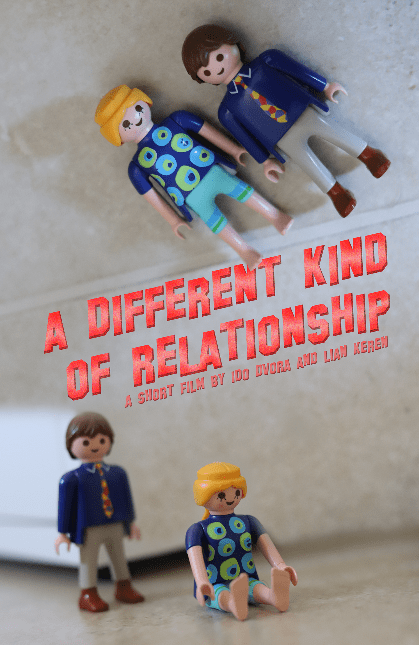 A DIFFERENT KIND
OF RELATIONSHIP
A SHORT FILM BY IDO DVORA AND LIAN KEREN